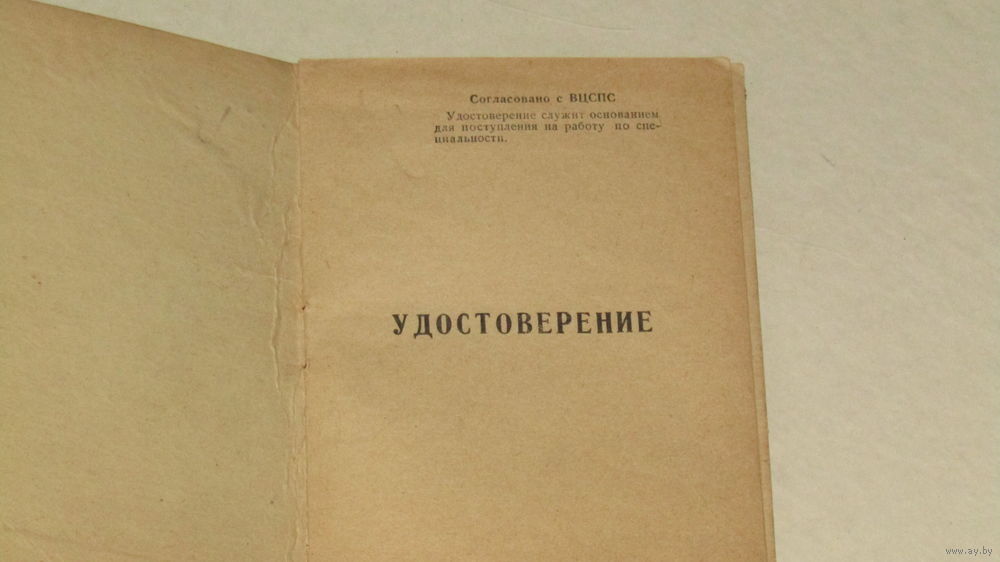 Согласовано с ВЦСПС
Удостоверение служит основанием
для поступления на работу по спе-
циальности.
УДОСТОВЕРЕНИЕ
www.ay.by